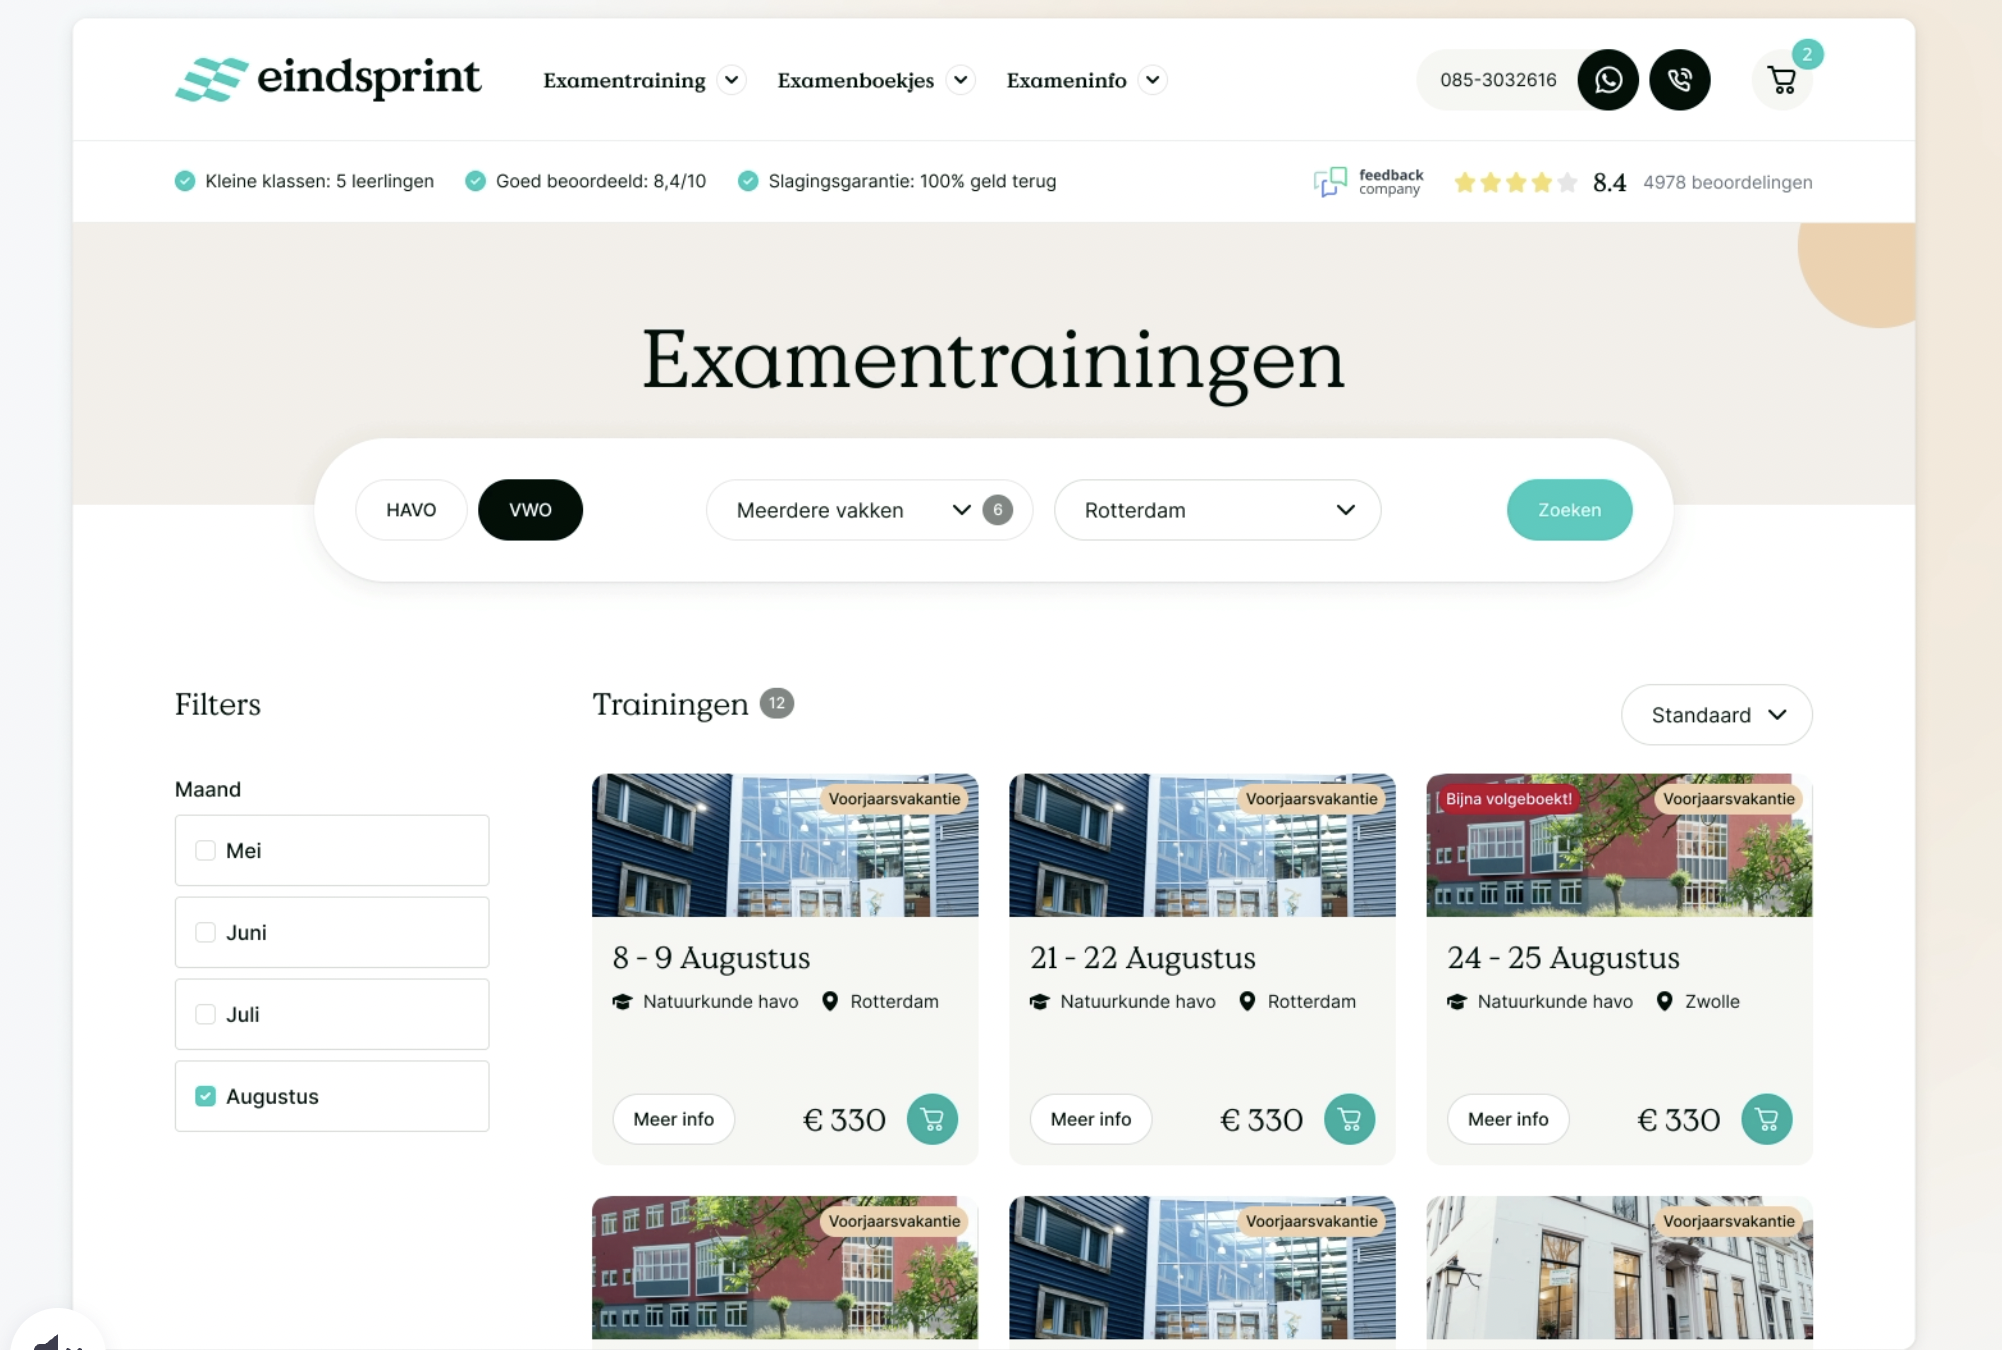 eindsprint
Examentraining
Examenboekjes
Exameninfo
085-3032616
2
Kleine klassen: 5 leerlingen
Goed beoordeeld: 8,4/10
Slagingsgarantie: 100% geld terug
feedback
company
8.4
4978 beoordelingen
Examentrainingen
HAVO
VWO
Meerdere vakken
6
Rotterdam
Zoeken
Filters
Maand
Mei
Juni
Juli
Augustus
Trainingen 12
Standaard
Voorjaarsvakantie
8 - 9 Augustus
Natuurkunde havo
Rotterdam
Meer info
€ 330
Voorjaarsvakantie
21 - 22 Augustus
Natuurkunde havo
Rotterdam
Meer info
€ 330
Bijna volgeboekt!
Voorjaarsvakantie
24 - 25 Augustus
Natuurkunde havo
Zwolle
Meer info
€ 330
Voorjaarsvakantie
Voorjaarsvakantie
Voorjaarsvakantie